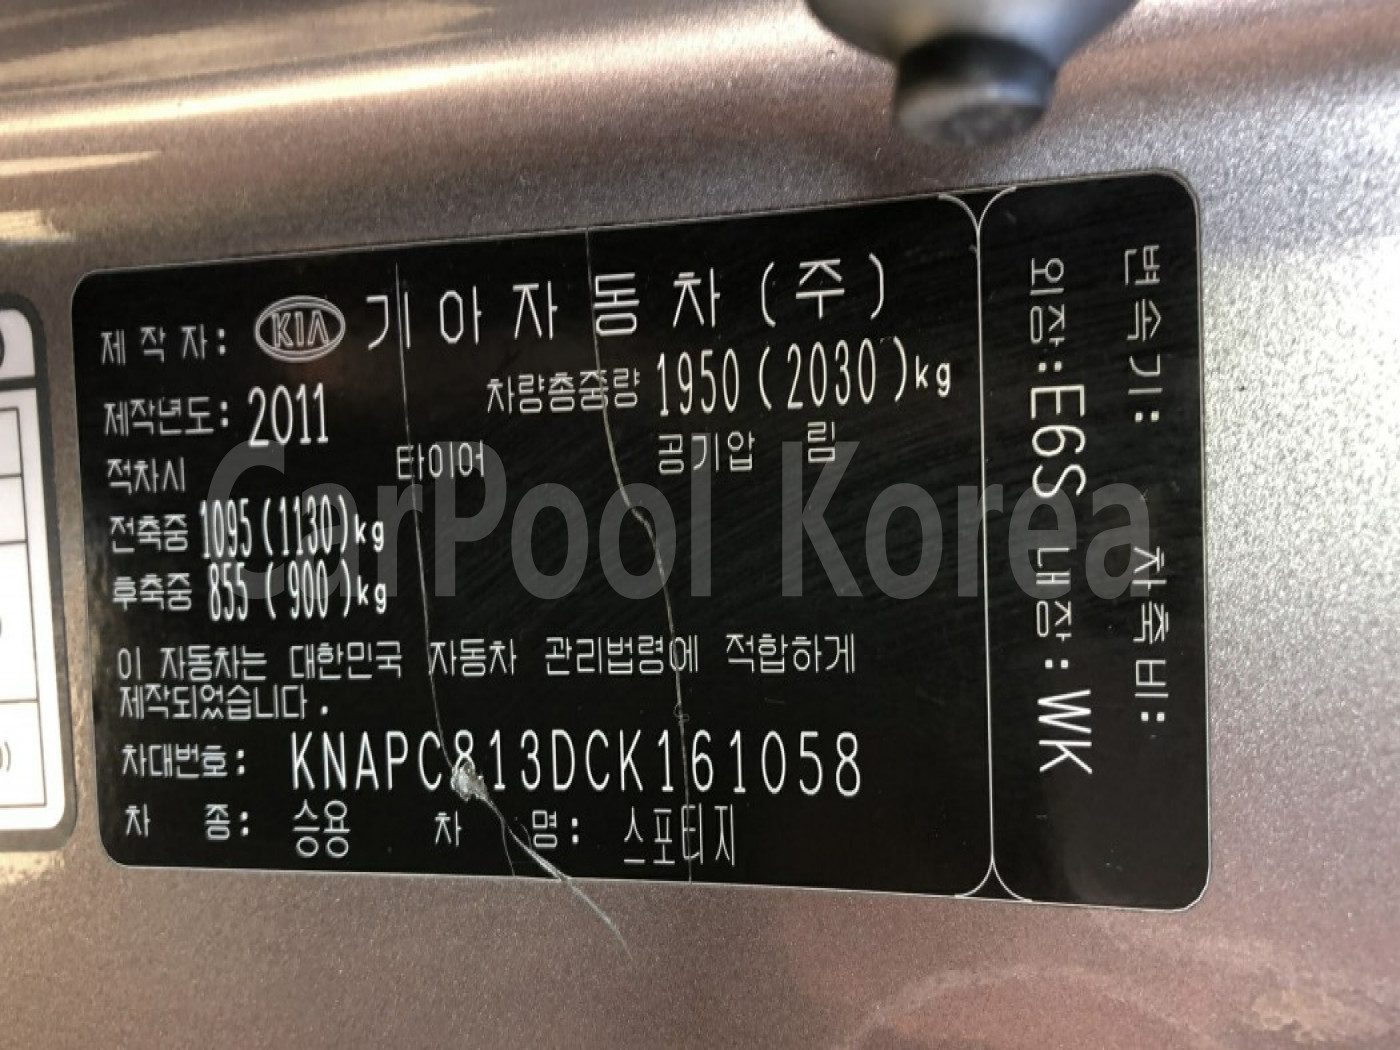 제 작 자: KIA 기 아 자 동 차 (주)
제작년도: 2011 차량총중량 1950 (2030)kg
적차시 타이어 공기압 림
전축중 1095 (1130)kg
후축중 855 (900)kg
이 자동차는 대한민국 자동차 관리법령에 적합하게
제작되었습니다.
차대번호: KNAPC813DCK161058
차 종: 승용 차 명: 스포티지
변속기: 차축비:
외장:E6S 내장:WK
CarPool Korea